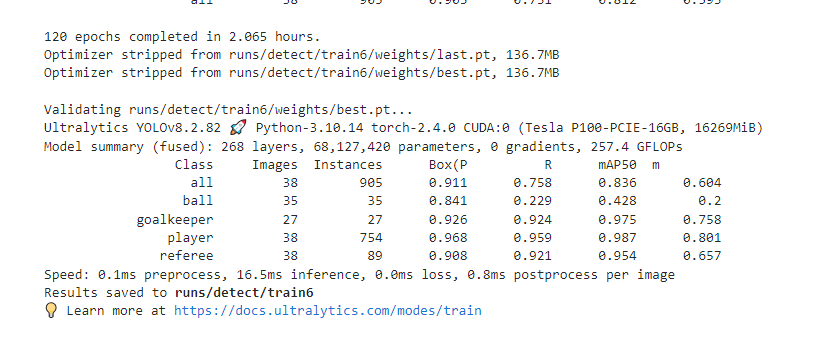 all 38 905 0.905 0.751 0.812 0.595
120 epochs completed in 2.065 hours.
Optimizer stripped from runs/detect/train6/weights/last.pt, 136.7MB
Optimizer stripped from runs/detect/train6/weights/best.pt, 136.7MB
Validating runs/detect/train6/weights/best.pt...
Ultralytics YOLOv8.2.82 🚀 Python-3.10.14 torch-2.4.0 CUDA:0 (Tesla P100-PCIE-16GB, 16269MiB)
Model summary (fused): 268 layers, 68,127,420 parameters, 0 gradients, 257.4 GFLOPs
Class Images Instances Box(P R mAP50 m
all 38 905 0.911 0.758 0.836 0.604
ball 35 35 0.841 0.229 0.428 0.2
goalkeeper 27 27 0.926 0.924 0.975 0.758
player 38 754 0.968 0.959 0.987 0.801
referee 38 89 0.908 0.921 0.954 0.657
Speed: 0.1ms preprocess, 16.5ms inference, 0.0ms loss, 0.8ms postprocess per image
Results saved to runs/detect/train6
💡 Learn more at https://docs.ultralytics.com/modes/train